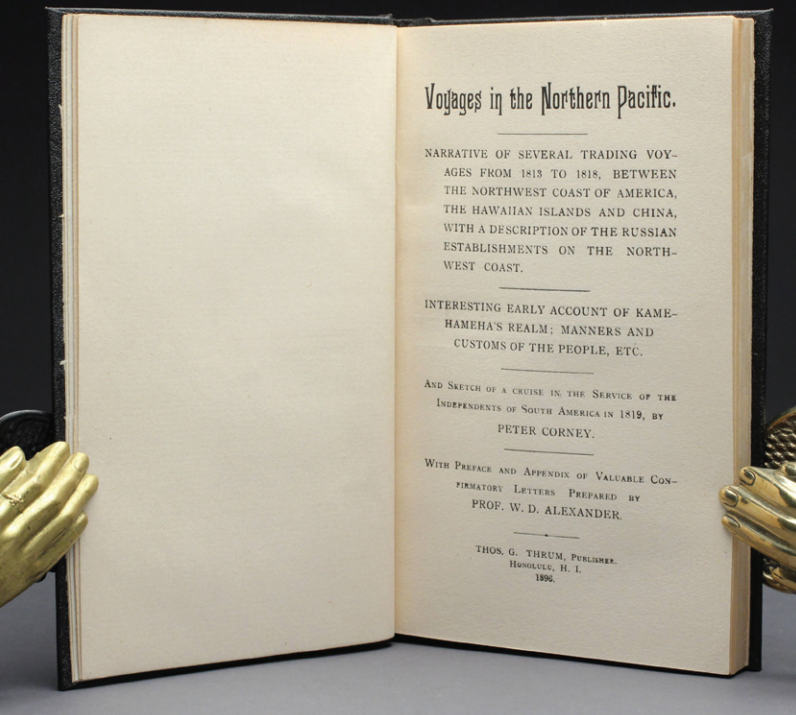 Voyages in the Northern Pacific.
NARRATIVE OF SEVERAL TRADING VOY-
AGES FROM 1813 TO 1818, BETWEEN
THE NORTHWEST COAST OF AMERICA,
THE HAWAIIAN ISLANDS AND CHINA,
WITH A DESCRIPTION OF THE RUSSIAN
ESTABLISHMENTS ON THE NORTH-
WEST COAST.
INTERESTING EARLY ACCOUNT OF KAME-
HAMEHA'S REALM; MANNERS AND
CUSTOMS OF THE PEOPLE, ETC.
AND SKETCH OF A CRUISE IN THE SERVICE OF THE
INDEPENDENTS OF SOUTH AMERICA IN 1819, BY
PETER CORNEY.
WITH PREFACE AND APPENDIX OF VALUABLE CON-
FIRMATORY LETTERS PREPARED BY
PROF. W. D. ALEXANDER.
THOS. G. THRUM, PUBLISHER.
HONOLULU, H. I.
1896.